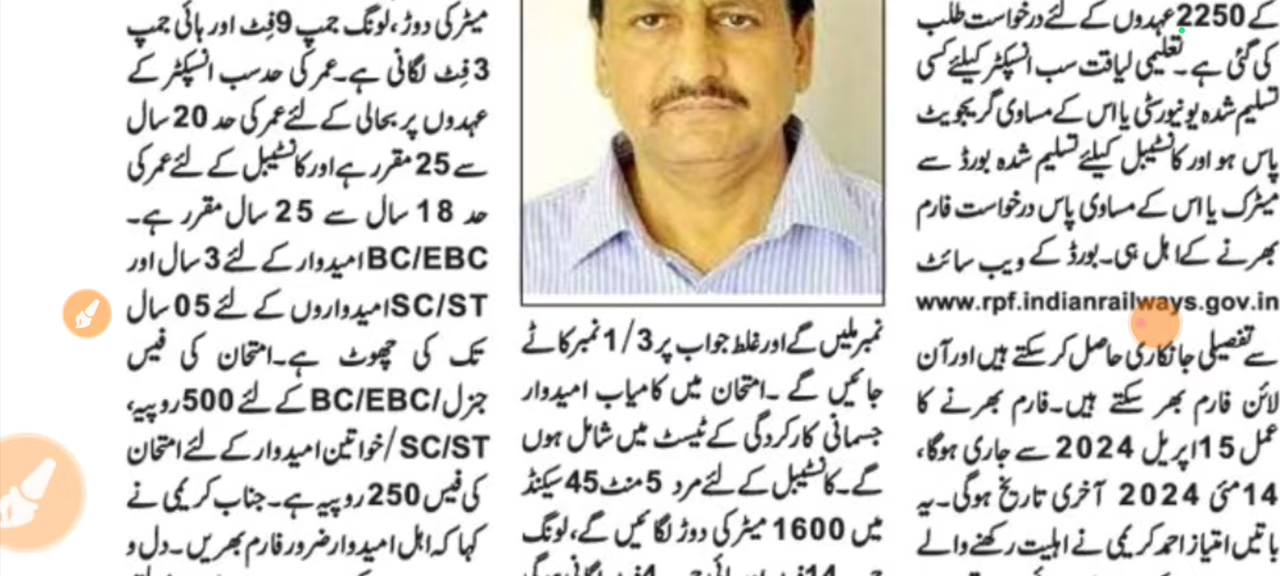 کے 2250 عہدوں کے لئے درخواست طلب
کی گئی ہے۔ تعلیمی لیاقت سب انسپکٹر کیلئے کسی
تسلیم شدہ یونیورسٹی یا اس کے مساوی گریجویٹ
پاس ہو اور کانسٹیبل کیلئے تسلیم شدہ بورڈ سے
میٹرک یا اس کے مساوی پاس درخواست فارم
بھرنے کے اہل ہی۔ بورڈ کے ویب سائٹ
www.rpf.indianrailways.gov.in
سے تفصیلی جانکاری حاصل کر سکتے ہیں اور آن
لائن فارم بھر سکتے ہیں۔ فارم بھرنے کا
عمل 15 اپریل 2024 سے جاری ہوگا،
14 مئی 2024 آخری تاریخ ہوگی۔ یہ
باتیں امتیاز احمد کریمی نے اہلیت رکھنے والے
نمبر ملیں گے اور غلط جواب پر 1/3 نمبر کاٹے
جائیں گے۔ امتحان میں کامیاب امیدوار
جسمانی کارکردگی کے ٹیسٹ میں شامل ہوں
گے۔ کانسٹیبل کے لئے مرد 5 منٹ 45 سیکنڈ
میں 1600 میٹر کی دوڑ لگائیں گے، لونگ
میٹر کی دوڑ، لونگ جمپ 9 فٹ اور ہائی جمپ
3 فٹ لگانی ہے۔ عمر کی حد سب انسپکٹر کے
عہدوں پر بحالی کے لئے عمر کی حد 20 سال
سے 25 مقرر ہے اور کانسٹیبل کے لئے عمر کی
حد 18 سال سے 25 سال مقرر ہے۔
BC/EBC امیدوار کے لئے 3 سال اور
SC/ST امیدواروں کے لئے 05 سال
تک کی چھوٹ ہے۔ امتحان کی فیس
جنرل/BC/EBC کے لئے 500 روپیہ،
SC/ST /خواتین امیدوار کے لئے امتحان
کی فیس 250 روپیہ ہے۔ جناب کریمی نے
کہا کہ اہل امیدوار ضرور فارم بھریں۔ دل و